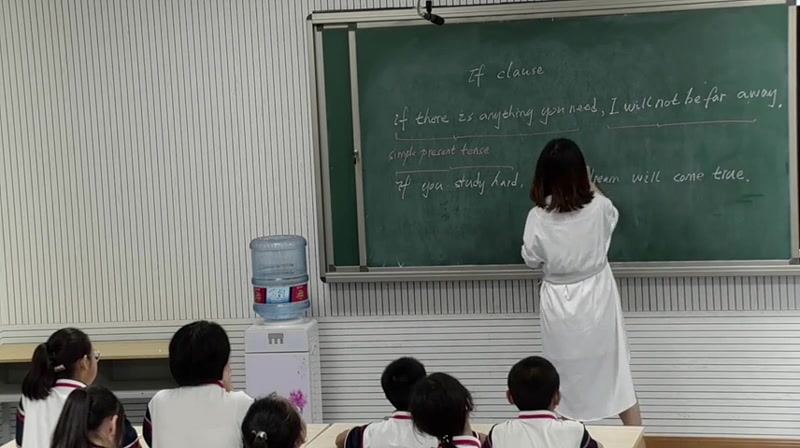 If clause
if there is anything you need, I will not be far away.
simple present tense
If you study hard, dream will come true.